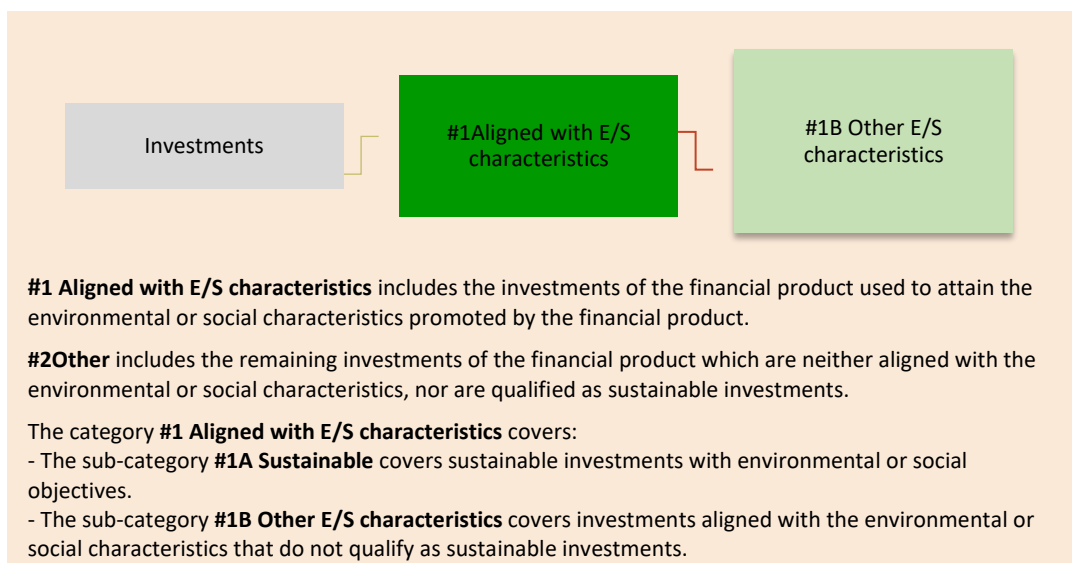 Investments
#1Aligned with E/S
characteristics
#1B Other E/S
characteristics
#1 Aligned with E/S characteristics includes the investments of the financial product used to attain the
environmental or social characteristics promoted by the financial product.
#2Other includes the remaining investments of the financial product which are neither aligned with the
environmental or social characteristics, nor are qualified as sustainable investments.
The category #1 Aligned with E/S characteristics covers:
- The sub-category #1A Sustainable covers sustainable investments with environmental or social
objectives.
- The sub-category #1B Other E/S characteristics covers investments aligned with the environmental or
social characteristics that do not qualify as sustainable investments.